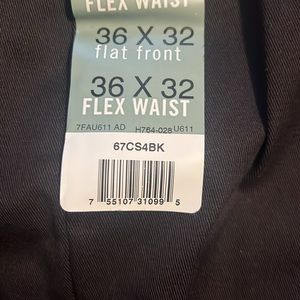 FLEX WAIST
36 X 32
flat front
36 X 32
FLEX WAIST
7FAU611 AD H764-028 U611
67CS4BK
7 55107 31099 5